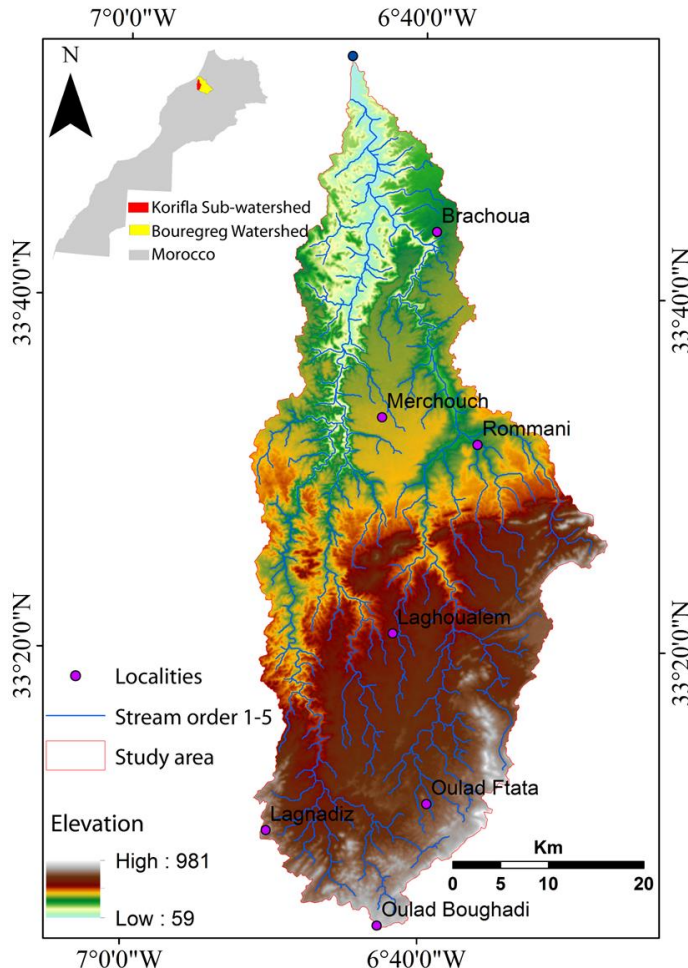 7°0'0"W
6°40'0"W
N
Korifla Sub-watershed
Bouregreg Watershed
Morocco
Brachoua
33°40'0"N
33°40'0"N
Merchouch
Rommani
Laghoualem
33°20'0"N
33°20'0"N
Localities
Stream order 1-5
Study area
Oulad Ftata
Lagnadiz
Elevation
High : 981
Low : 59
Km
0 5 10 20
Oulad Boughadi
7°0'0"W
6°40'0"W